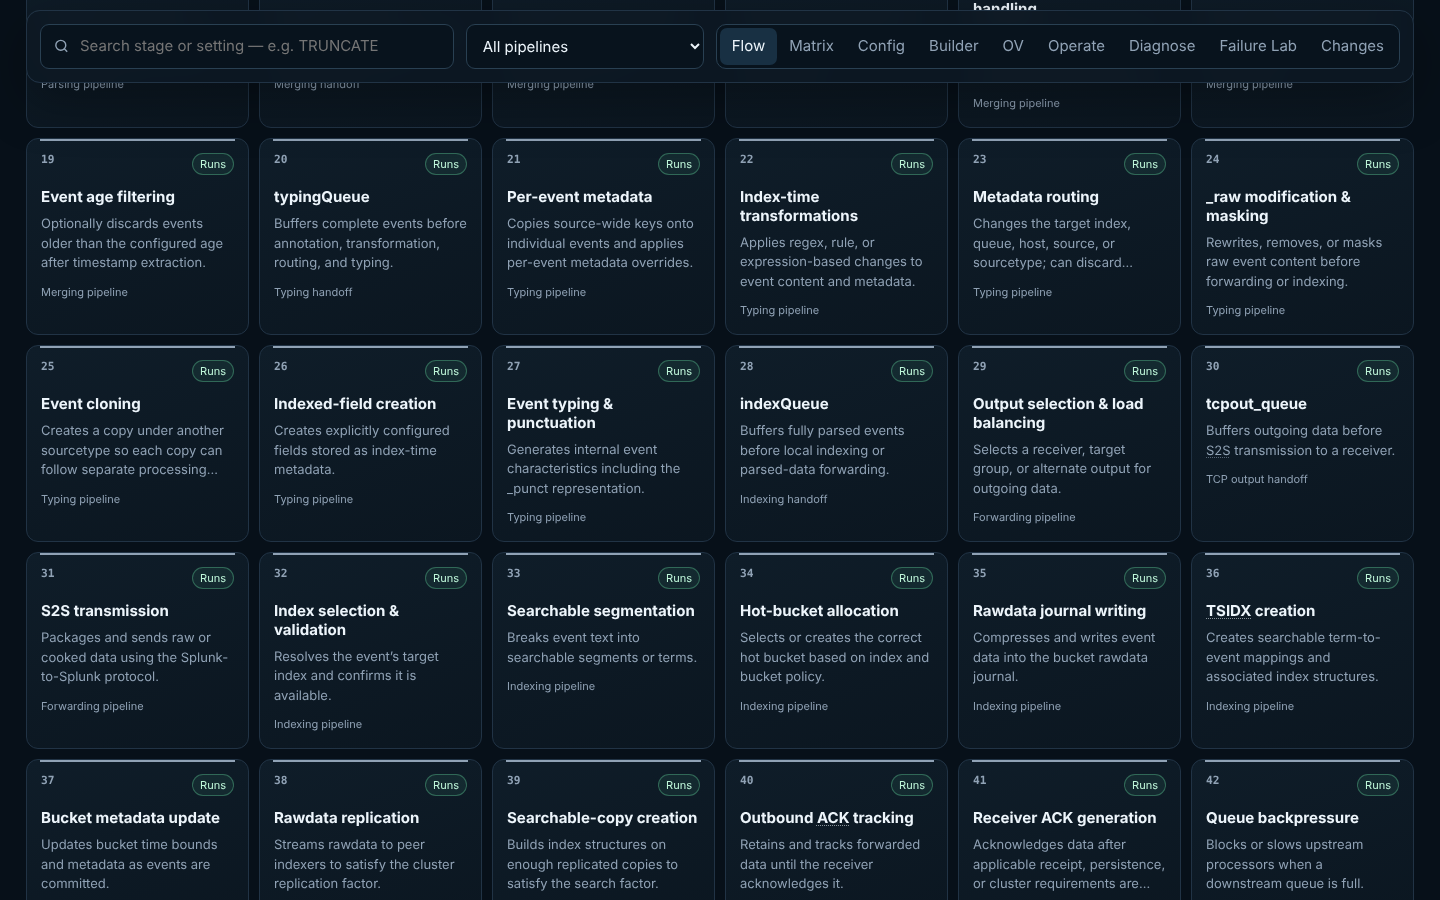 handling
Search stage or setting — e.g. TRUNCATE
All pipelines
Flow
Matrix
Config
Builder
OV
Operate
Diagnose
Failure Lab
Changes
Parsing pipeline
Merging handoff
Merging pipeline
Merging pipeline
Merging pipeline
19
Runs
Event age filtering
Optionally discards events
older than the configured age
after timestamp extraction.
Merging pipeline
20
Runs
typingQueue
Buffers complete events before
annotation, transformation,
routing, and typing.
Typing handoff
21
Runs
Per-event metadata
Copies source-wide keys onto
individual events and applies
per-event metadata overrides.
Typing pipeline
22
Runs
Index-time
transformations
Applies regex, rule, or
expression-based changes to
event content and metadata.
Typing pipeline
23
Runs
Metadata routing
Changes the target index,
queue, host, source, or
sourcetype; can discard...
Typing pipeline
24
Runs
_raw modification &
masking
Rewrites, removes, or masks
raw event content before
forwarding or indexing.
Typing pipeline
25
Runs
Event cloning
Creates a copy under another
sourcetype so each copy can
follow separate processing...
Typing pipeline
26
Runs
Indexed-field creation
Creates explicitly configured
fields stored as index-time
metadata.
Typing pipeline
27
Runs
Event typing &
punctuation
Generates internal event
characteristics including the
_punct representation.
Typing pipeline
28
Runs
indexQueue
Buffers fully parsed events
before local indexing or
parsed-data forwarding.
Indexing handoff
29
Runs
Output selection & load
balancing
Selects a receiver, target
group, or alternate output for
outgoing data.
Forwarding pipeline
30
Runs
tcpout_queue
Buffers outgoing data before
S2S transmission to a receiver.
TCP output handoff
31
Runs
S2S transmission
Packages and sends raw or
cooked data using the Splunk-
to-Splunk protocol.
Forwarding pipeline
32
Runs
Index selection &
validation
Resolves the event’s target
index and confirms it is
available.
Indexing pipeline
33
Runs
Searchable segmentation
Breaks event text into
searchable segments or terms.
Indexing pipeline
34
Runs
Hot-bucket allocation
Selects or creates the correct
hot bucket based on index and
bucket policy.
Indexing pipeline
35
Runs
Rawdata journal writing
Compresses and writes event
data into the bucket rawdata
journal.
Indexing pipeline
36
Runs
TSIDX creation
Creates searchable term-to-
event mappings and
associated index structures.
Indexing pipeline
37
Runs
Bucket metadata update
Updates bucket time bounds
and metadata as events are
committed.
38
Runs
Rawdata replication
Streams rawdata to peer
indexers to satisfy the cluster
replication factor.
39
Runs
Searchable-copy creation
Builds index structures on
enough replicated copies to
satisfy the search factor.
40
Runs
Outbound ACK tracking
Retains and tracks forwarded
data until the receiver
acknowledges it.
41
Runs
Receiver ACK generation
Acknowledges data after
applicable receipt, persistence,
or cluster requirements are...
42
Runs
Queue backpressure
Blocks or slows upstream
processors when a
downstream queue is full.